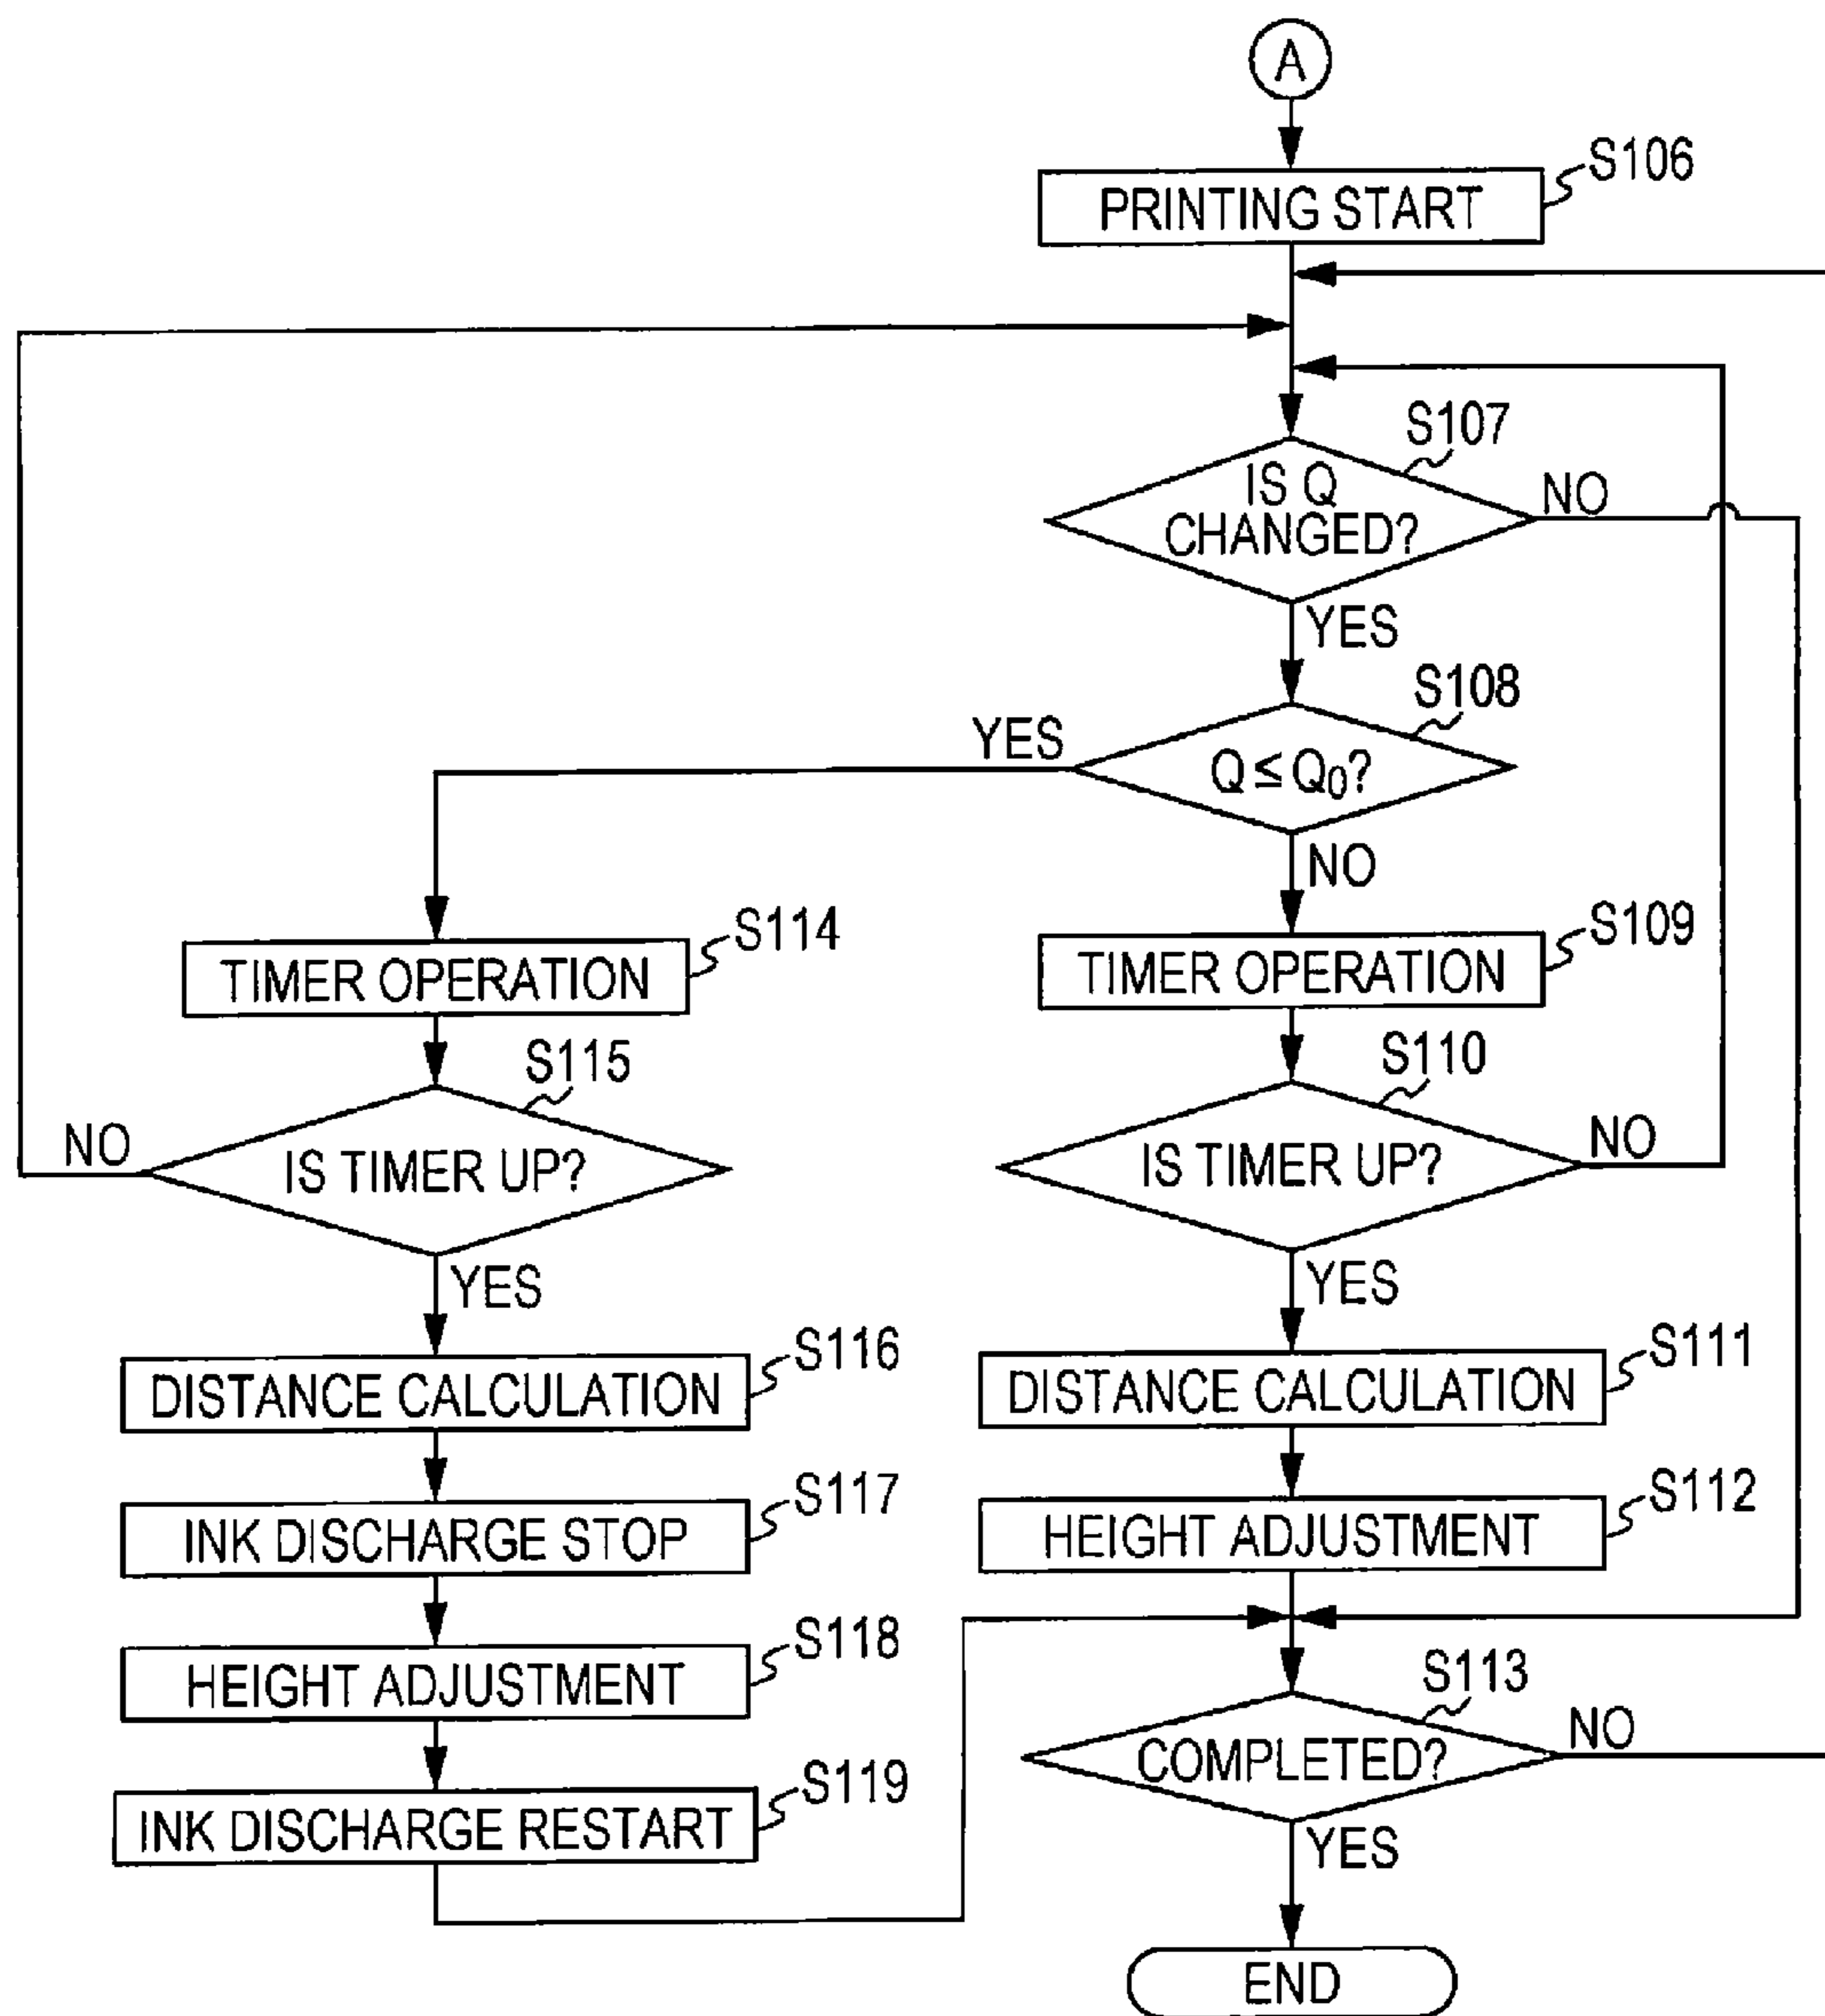 A
PRINTING START
S106
S107
IS Q
CHANGED?
NO
YES
S108
Q ≤ Q₀?
YES
NO
S114
TIMER OPERATION
S109
TIMER OPERATION
S115
IS TIMER UP?
NO
YES
S110
IS TIMER UP?
NO
YES
S116
DISTANCE CALCULATION
S111
DISTANCE CALCULATION
S117
INK DISCHARGE STOP
S112
HEIGHT ADJUSTMENT
S118
HEIGHT ADJUSTMENT
S113
COMPLETED?
NO
YES
S119
INK DISCHARGE RESTART
END